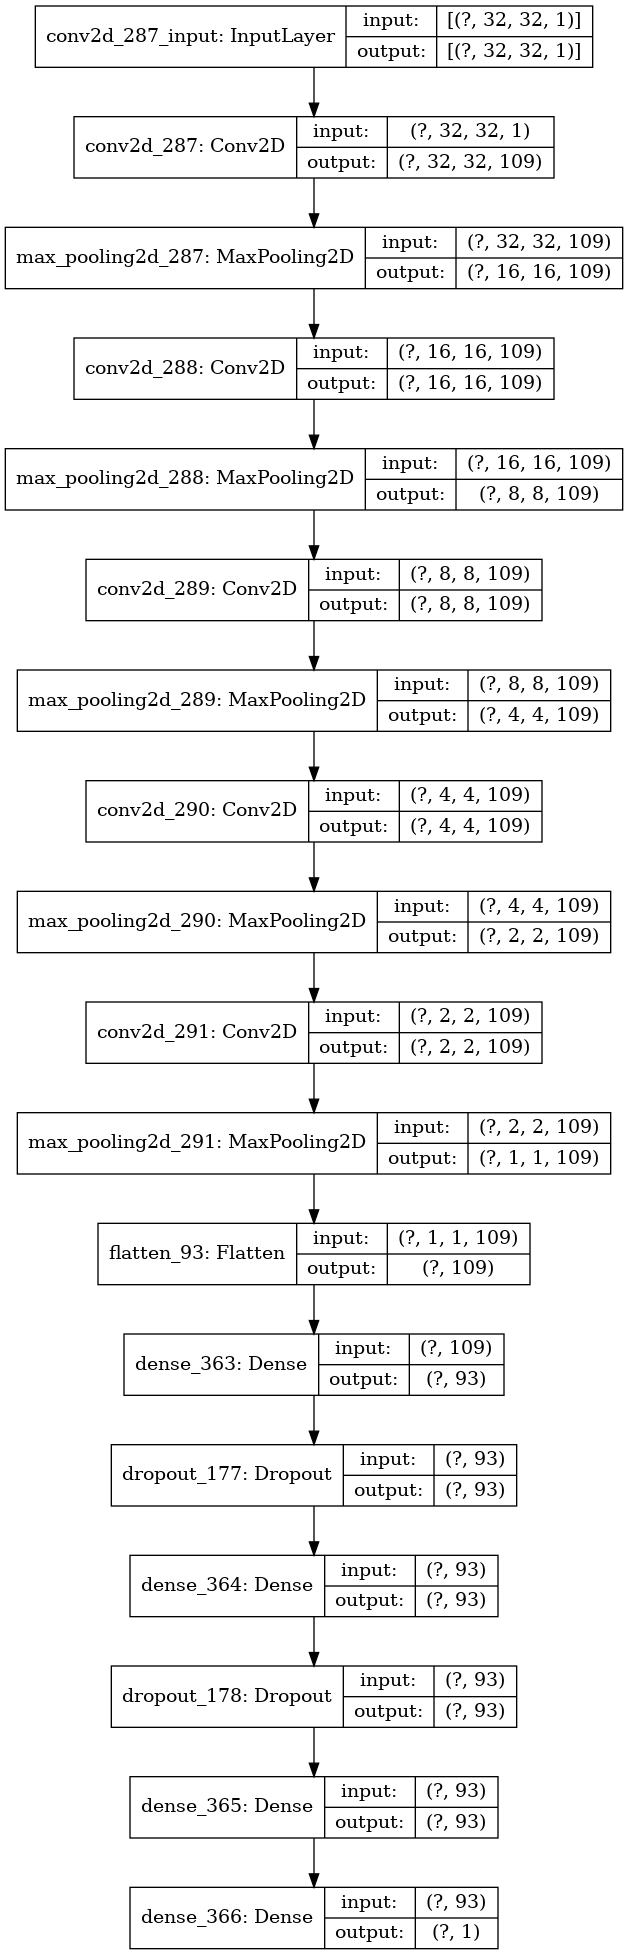 conv2d_287_input: InputLayer
input: [(?, 32, 32, 1)]
output: [(?, 32, 32, 1)]
conv2d_287: Conv2D
input: (?, 32, 32, 1)
output: (?, 32, 32, 109)
max_pooling2d_287: MaxPooling2D
input: (?, 32, 32, 109)
output: (?, 16, 16, 109)
conv2d_288: Conv2D
input: (?, 16, 16, 109)
output: (?, 16, 16, 109)
max_pooling2d_288: MaxPooling2D
input: (?, 16, 16, 109)
output: (?, 8, 8, 109)
conv2d_289: Conv2D
input: (?, 8, 8, 109)
output: (?, 8, 8, 109)
max_pooling2d_289: MaxPooling2D
input: (?, 8, 8, 109)
output: (?, 4, 4, 109)
conv2d_290: Conv2D
input: (?, 4, 4, 109)
output: (?, 4, 4, 109)
max_pooling2d_290: MaxPooling2D
input: (?, 4, 4, 109)
output: (?, 2, 2, 109)
conv2d_291: Conv2D
input: (?, 2, 2, 109)
output: (?, 2, 2, 109)
max_pooling2d_291: MaxPooling2D
input: (?, 2, 2, 109)
output: (?, 1, 1, 109)
flatten_93: Flatten
input: (?, 1, 1, 109)
output: (?, 109)
dense_363: Dense
input: (?, 109)
output: (?, 93)
dropout_177: Dropout
input: (?, 93)
output: (?, 93)
dense_364: Dense
input: (?, 93)
output: (?, 93)
dropout_178: Dropout
input: (?, 93)
output: (?, 93)
dense_365: Dense
input: (?, 93)
output: (?, 93)
dense_366: Dense
input: (?, 93)
output: (?, 1)